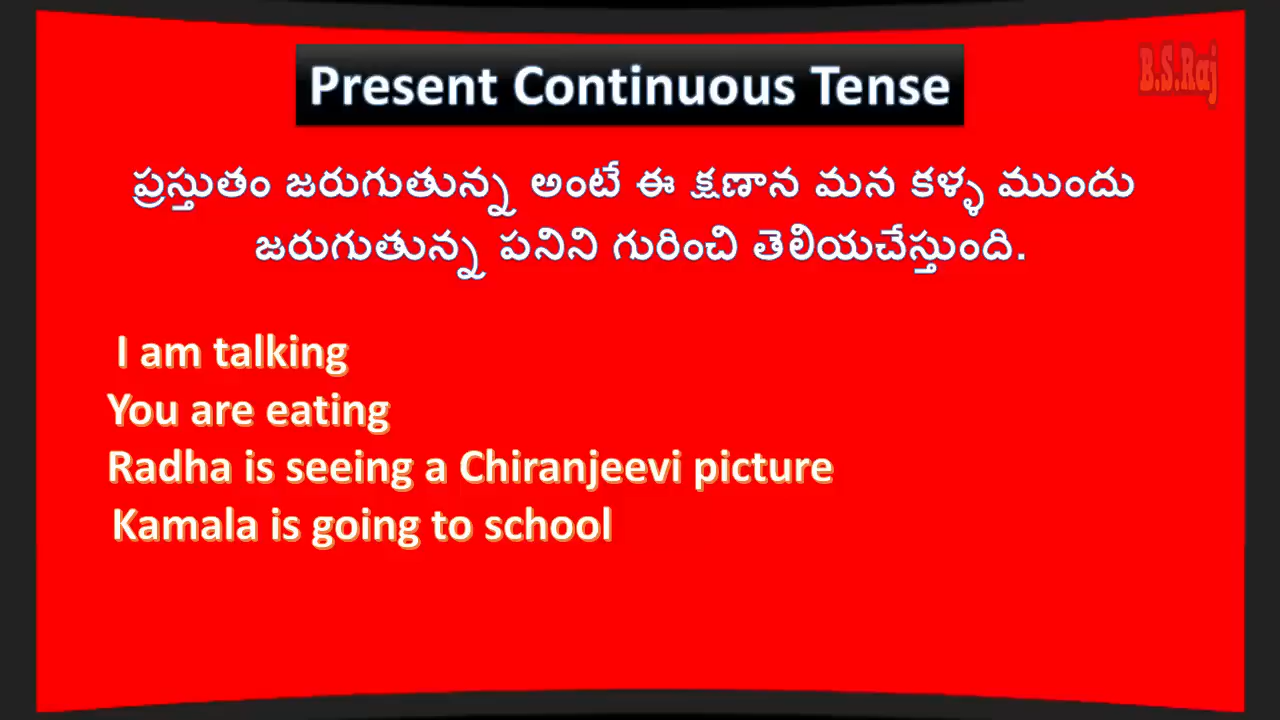 Present Continuous Tense
B.S.Raj
ప్రస్తుతం జరుగుతున్న అంటే ఈ క్షణాన మన కళ్ళ ముందు
జరుగుతున్న పనిని గురించి తెలియచేస్తుంది.
I am talking
You are eating
Radha is seeing a Chiranjeevi picture
Kamala is going to school